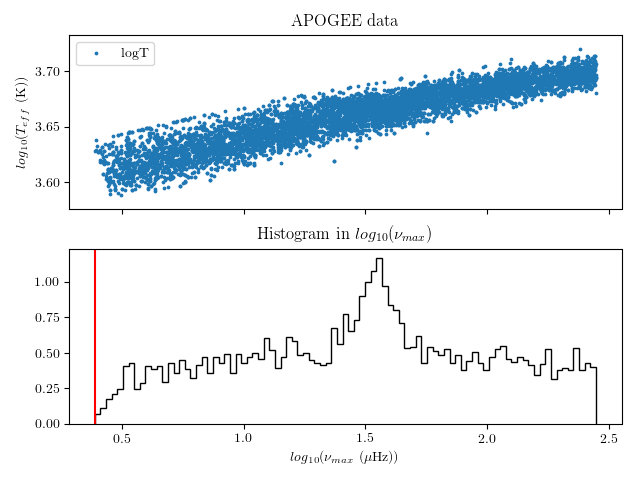 APOGEE data
logT
3.70
3.65
3.60
log10(Teff (K))
Histogram in log10(νmax)
1.00
0.75
0.50
0.25
0.00
0.5 1.0 1.5 2.0 2.5
log10(νmax (μHz))